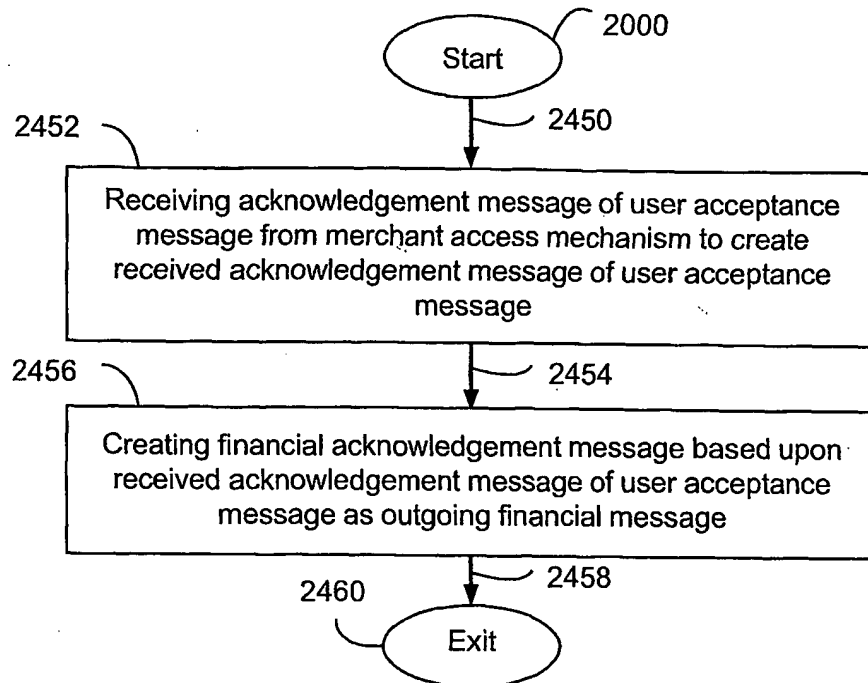 2000
Start
2450
2452
Receiving acknowledgement message of user acceptance
message from merchant access mechanism to create
received acknowledgement message of user acceptance
message
2454
2456
Creating financial acknowledgement message based upon
received acknowledgement message of user acceptance
message as outgoing financial message
2458
2460
Exit